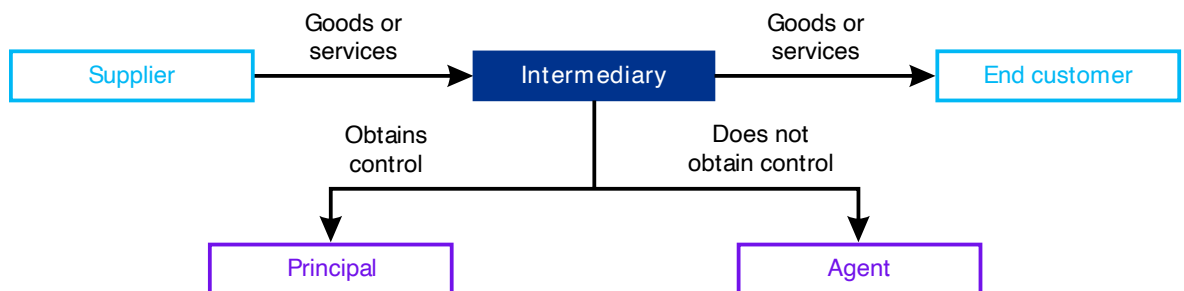 Goods or
services
Goods or
services
Supplier
Intermediary
End customer
Obtains
control
Does not
obtain control
Principal
Agent